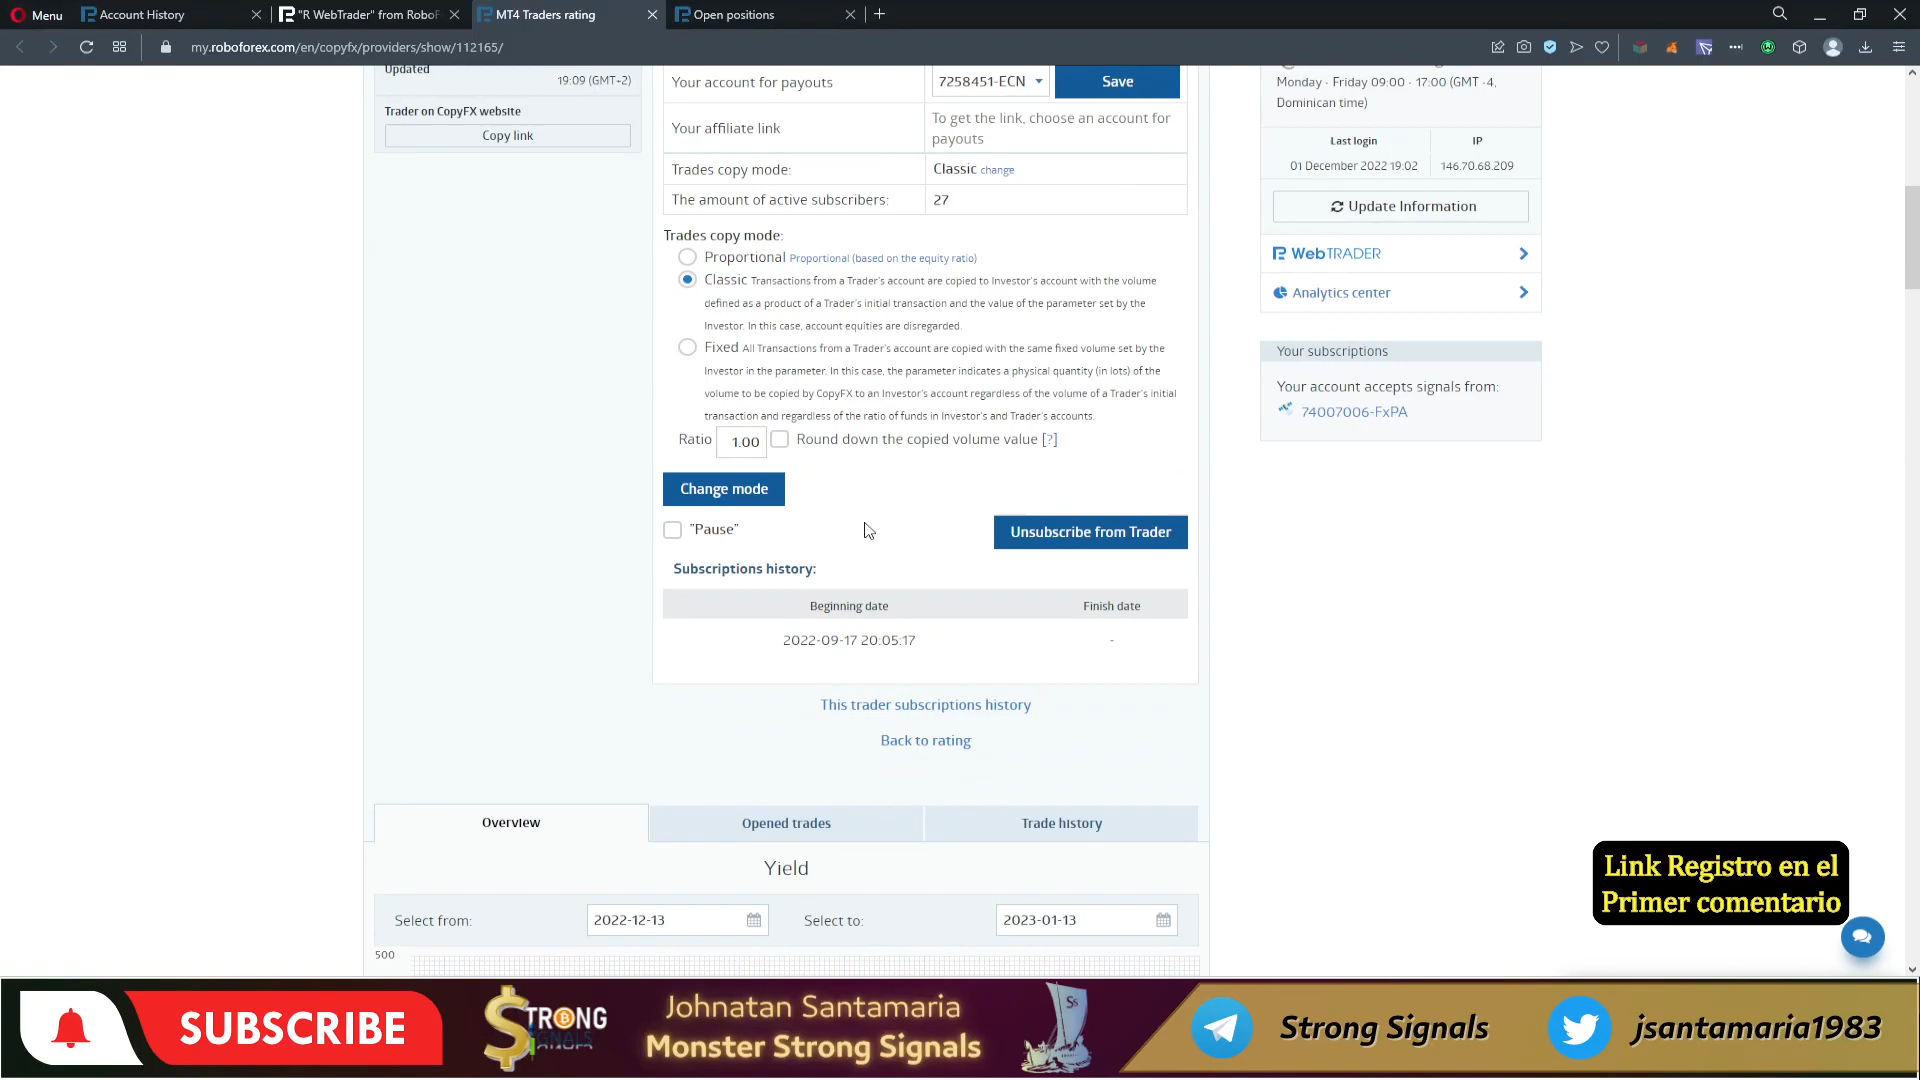 Menu
Account History
"R WebTrader" from RoboF
MT4 Traders rating
Open positions
my.roboforex.com/en/copyfx/providers/show/112165/
Updated
19:09 (GMT+2)
Trader on CopyFX website
Copy link
Your account for payouts
7258451-ECN
Save
Your affiliate link
To get the link, choose an account for
payouts
Trades copy mode:
Classic change
The amount of active subscribers:
27
Trades copy mode:
Proportional Proportional (based on the equity ratio)
Classic Transactions from a Trader's account are copied to Investor's account with the volume
defined as a product of a Trader's initial transaction and the value of the parameter set by the
Investor. In this case, account equities are disregarded.
Fixed All Transactions from a Trader's account are copied with the same fixed volume set by the
Investor in the parameter. In this case, the parameter indicates a physical quantity (in lots) of the
volume to be copied by CopyFX to an Investor's account regardless of the volume of a Trader's initial
transaction and regardless of the ratio of funds in Investor's and Trader's accounts.
Ratio
1.00
Round down the copied volume value [?]
Change mode
"Pause"
Unsubscribe from Trader
Subscriptions history:
Beginning date
Finish date
2022-09-17 20:05:17
-
This trader subscriptions history
Back to rating
Overview
Opened trades
Trade history
Yield
Select from:
2022-12-13
Select to:
2023-01-13
500
Monday - Friday 09:00 - 17:00 (GMT -4,
Dominican time)
Last login
IP
01 December 2022 19:02
146.70.68.209
Update Information
WebTRADER
Analytics center
Your subscriptions
Your account accepts signals from:
74007006-FxPA
Link Registro en el
Primer comentario
SUBSCRIBE
STRONG
SIGNALS
Johnatan Santamaria
Monster Strong Signals
Ss
Strong Signals
jsantamaria1983